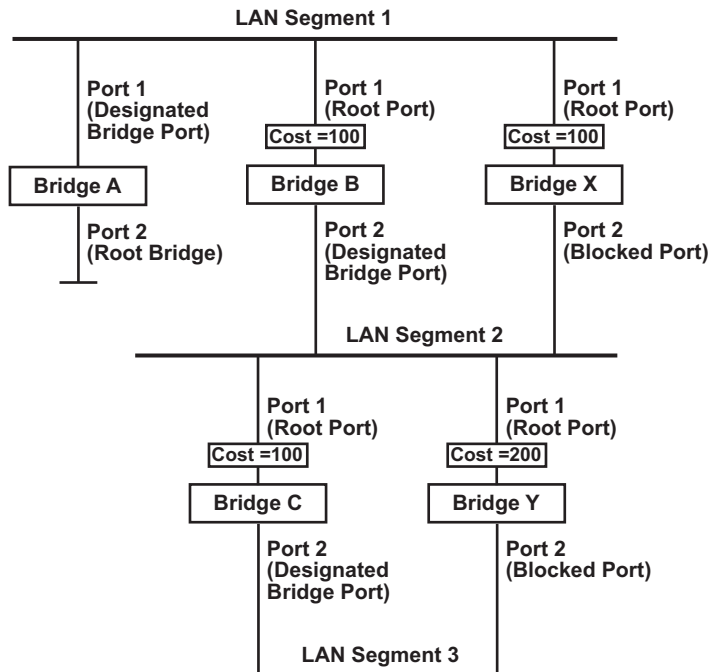 LAN Segment 1
Port 1
(Designated
Bridge Port)
Port 1
(Root Port)
Port 1
(Root Port)
Cost =100
Cost =100
Bridge A
Bridge B
Bridge X
Port 2
(Root Bridge)
Port 2
(Designated
Bridge Port)
Port 2
(Blocked Port)
LAN Segment 2
Port 1
(Root Port)
Port 1
(Root Port)
Cost =100
Cost =200
Bridge C
Bridge Y
Port 2
(Designated
Bridge Port)
Port 2
(Blocked Port)
LAN Segment 3